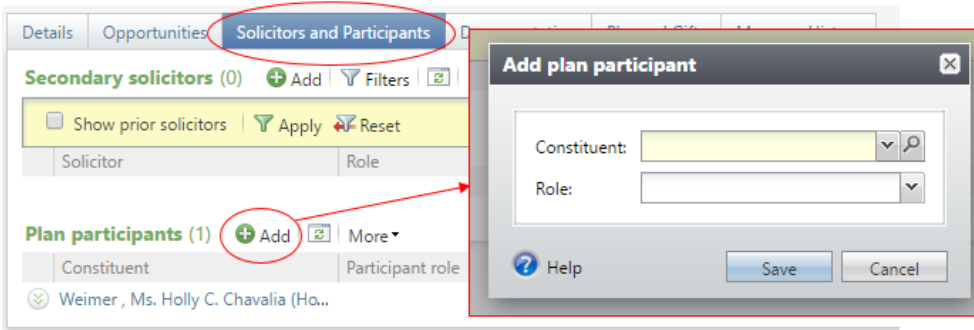 Details Opportunities Solicitors and Participants
Secondary solicitors (0) Add Filters
Show prior solicitors Apply Reset
Solicitor Role
Plan participants (1) Add More
Constituent Participant role
Weimer , Ms. Holly C. Chavalia (Ho...
Add plan participant
Constituent:
Role:
Help Save Cancel